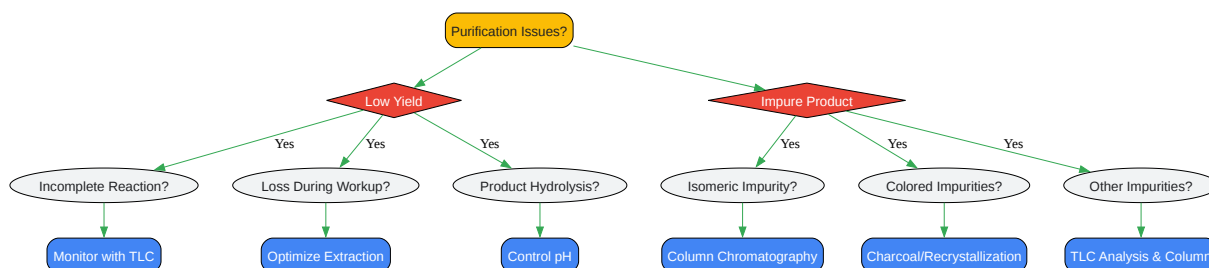 Purification Issues?
Low Yield
Impure Product
Yes
Yes
Yes
Yes
Yes
Yes
Incomplete Reaction?
Loss During Workup?
Product Hydrolysis?
Isomeric Impurity?
Colored Impurities?
Other Impurities?
Monitor with TLC
Optimize Extraction
Control pH
Column Chromatography
Charcoal/Recrystallization
TLC Analysis & Column